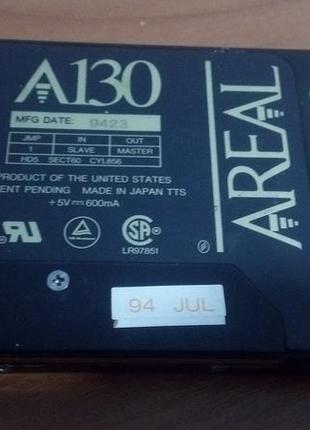 A130
MFG DATE: 9423
JMP IN OUT
1 SLAVE MASTER
HD5 SECT60 CYL856
PRODUCT OF THE UNITED STATES
ENT PENDING MADE IN JAPAN TTS
+5V 600mA
LR97851
94 JUL
AREAL